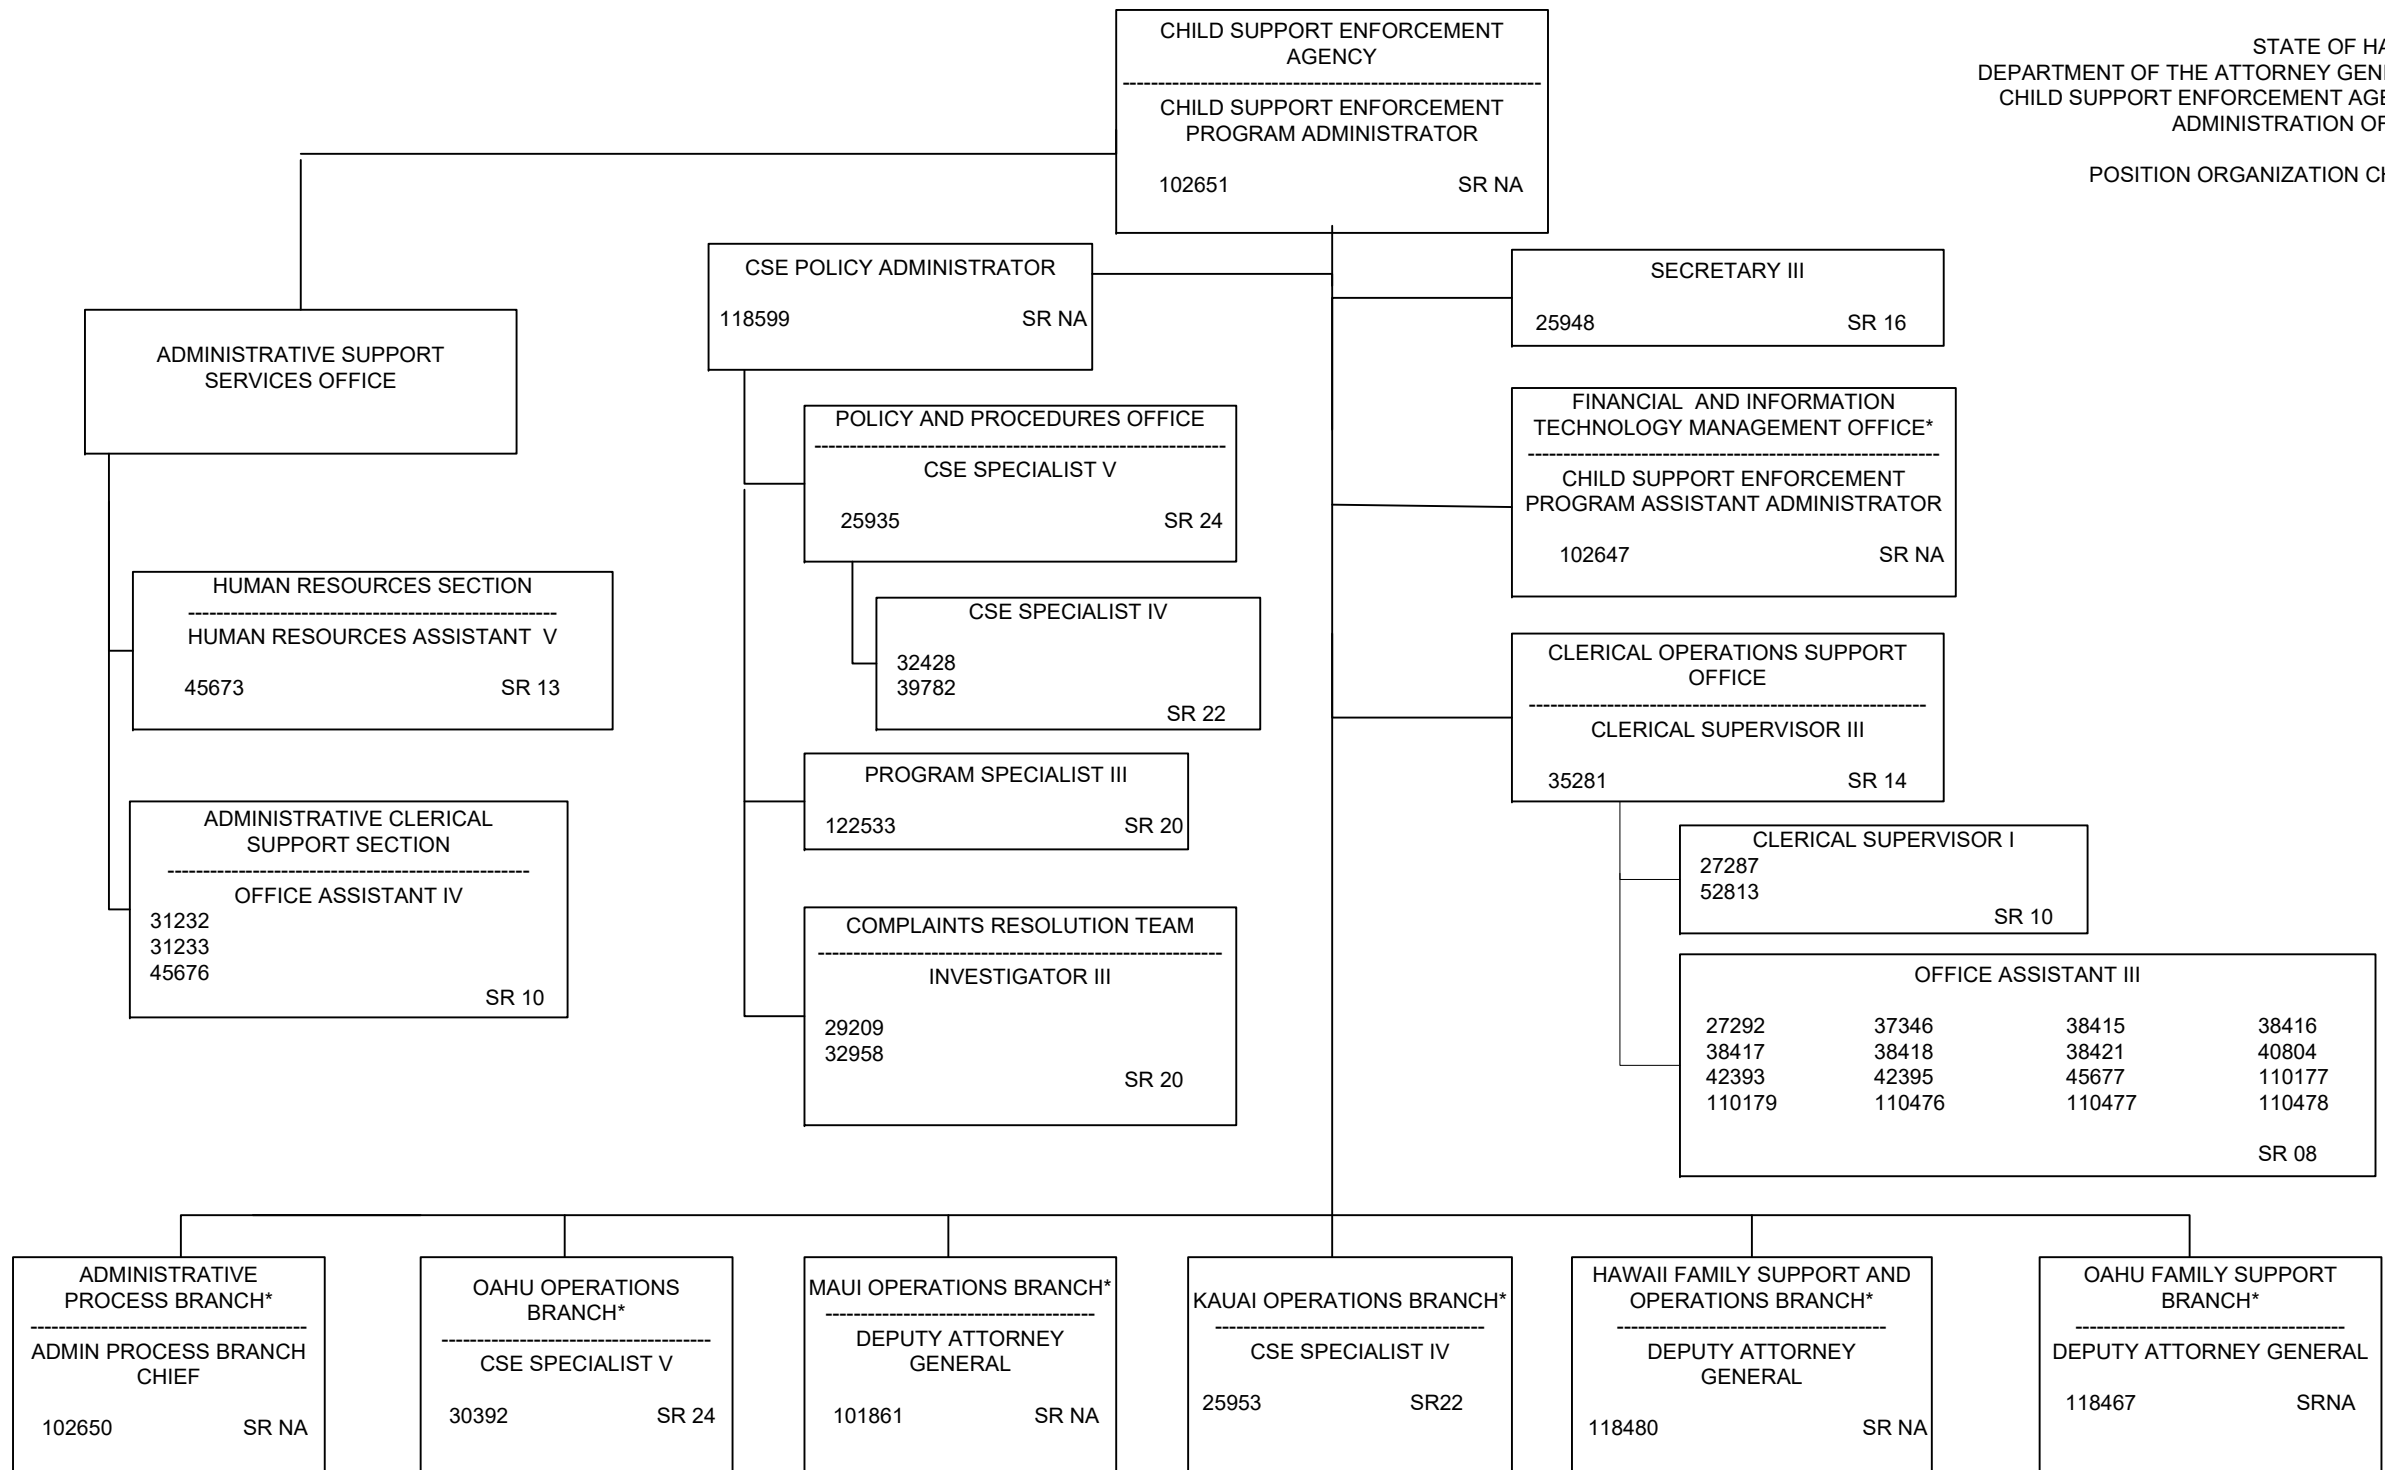 CHILD SUPPORT ENFORCEMENT
AGENCY
CHILD SUPPORT ENFORCEMENT
PROGRAM ADMINISTRATOR
102651 SR NA
STATE OF HA
DEPARTMENT OF THE ATTORNEY GEN
CHILD SUPPORT ENFORCEMENT AGE
ADMINISTRATION OF
POSITION ORGANIZATION CH
ADMINISTRATIVE SUPPORT
SERVICES OFFICE
HUMAN RESOURCES SECTION
HUMAN RESOURCES ASSISTANT V
45673 SR 13
ADMINISTRATIVE CLERICAL
SUPPORT SECTION
OFFICE ASSISTANT IV
31232
31233
45676
SR 10
CSE POLICY ADMINISTRATOR
118599 SR NA
POLICY AND PROCEDURES OFFICE
CSE SPECIALIST V
25935 SR 24
CSE SPECIALIST IV
32428
39782
SR 22
PROGRAM SPECIALIST III
122533 SR 20
COMPLAINTS RESOLUTION TEAM
INVESTIGATOR III
29209
32958
SR 20
SECRETARY III
25948 SR 16
FINANCIAL AND INFORMATION
TECHNOLOGY MANAGEMENT OFFICE*
CHILD SUPPORT ENFORCEMENT
PROGRAM ASSISTANT ADMINISTRATOR
102647 SR NA
CLERICAL OPERATIONS SUPPORT
OFFICE
CLERICAL SUPERVISOR III
35281 SR 14
CLERICAL SUPERVISOR I
27287
52813
SR 10
OFFICE ASSISTANT III
27292 37346 38415 38416
38417 38418 38421 40804
42393 42395 45677 110177
110179 110476 110477 110478
SR 08
ADMINISTRATIVE
PROCESS BRANCH*
ADMIN PROCESS BRANCH
CHIEF
102650 SR NA
OAHU OPERATIONS
BRANCH*
CSE SPECIALIST V
30392 SR 24
MAUI OPERATIONS BRANCH*
DEPUTY ATTORNEY
GENERAL
101861 SR NA
KAUAI OPERATIONS BRANCH*
CSE SPECIALIST IV
25953 SR22
HAWAII FAMILY SUPPORT AND
OPERATIONS BRANCH*
DEPUTY ATTORNEY
GENERAL
118480 SR NA
OAHU FAMILY SUPPORT
BRANCH*
DEPUTY ATTORNEY GENERAL
118467 SRNA